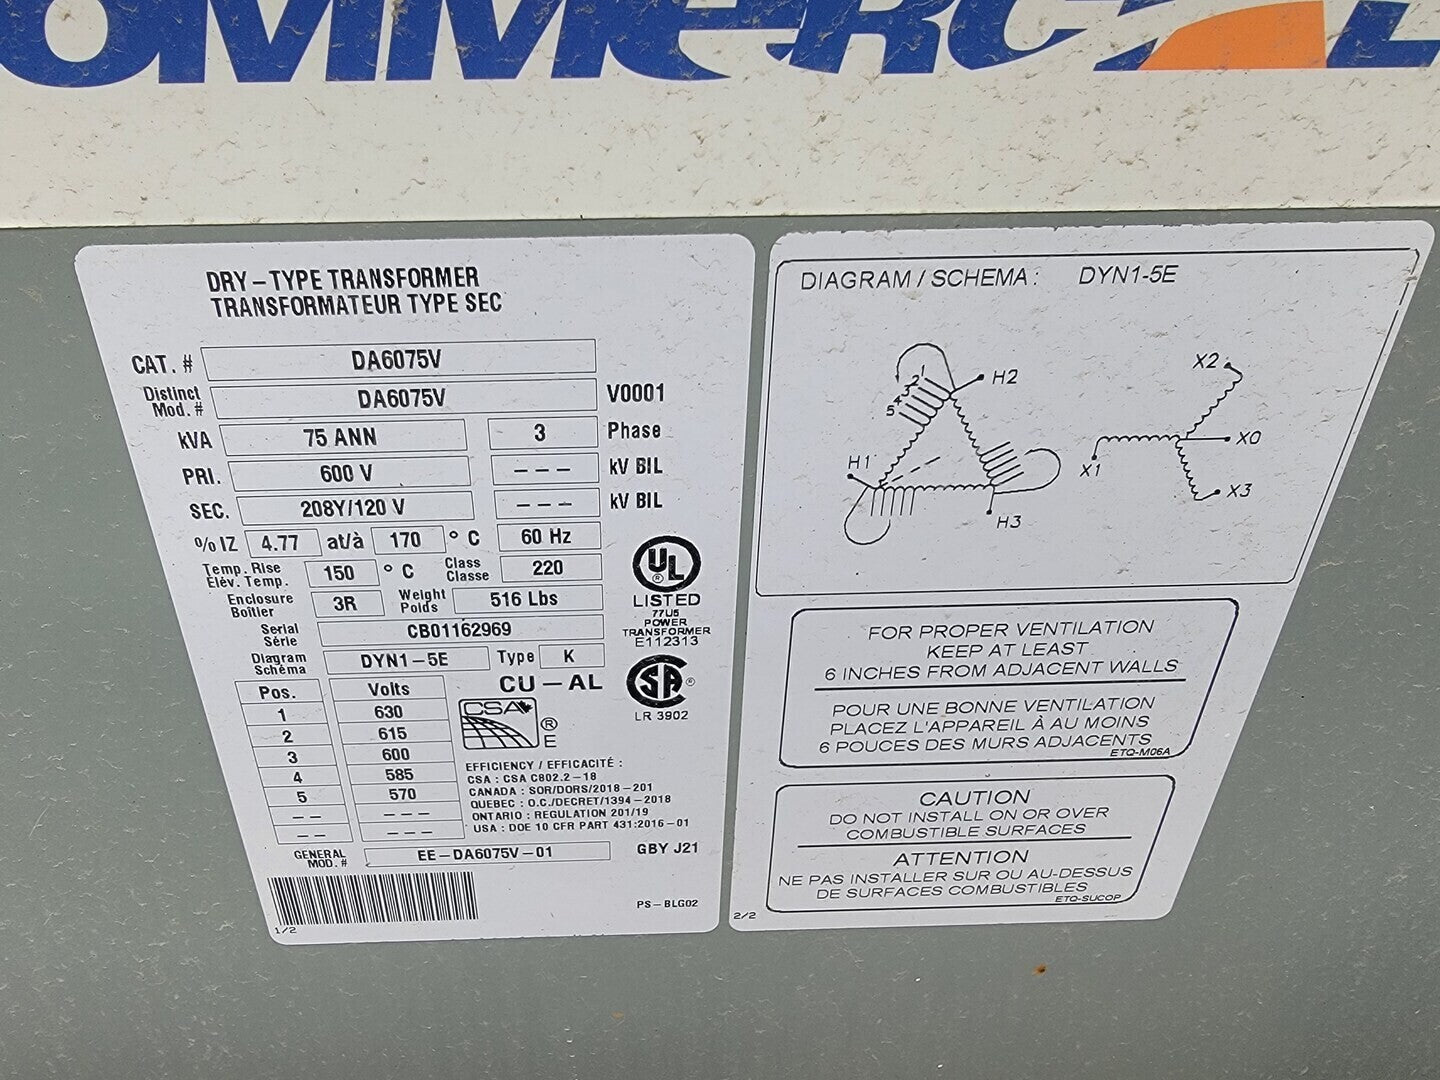 DRY-TYPE TRANSFORMER
TRANSFORMATEUR TYPE SEC
CAT. # DA6075V
Distinct Mod. # DA6075V V0001
kVA 75 ANN 3 Phase
PRI. 600 V --- kV BIL
SEC. 208Y/120 V --- kV BIL
% IZ 4.77 at/à 170 ° C 60 Hz
Temp. Rise Élév. Temp. 150 ° C Class Classe 220
Enclosure Boîtier 3R Weight Poids 516 Lbs
Serial Série CB01162969
Diagram Schéma DYN1-5E Type K
Pos. Volts
1 630
2 615
3 600
4 585
5 570
-- ---
-- ---
CU-AL
UL ®
LISTED
77U5
POWER
TRANSFORMER
E112313
SA ®
LR 3902
CSA ®
E
EFFICIENCY / EFFICACITÉ :
CSA : CSA C802.2-18
CANADA : SOR/DORS/2018-201
QUEBEC : O.C./DECRET/1394-2018
ONTARIO : REGULATION 201/19
USA : DOE 10 CFR PART 431:2016-01
GENERAL MOD. # EE-DA6075V-01 GBY J21
PS-BLG02
1/2
DIAGRAM / SCHEMA : DYN1-5E
H2
1
2
4
5
H1
H3
X2
X0
X1
X3
FOR PROPER VENTILATION
KEEP AT LEAST
6 INCHES FROM ADJACENT WALLS
POUR UNE BONNE VENTILATION
PLACEZ L'APPAREIL À AU MOINS
6 POUCES DES MURS ADJACENTS
ETQ-M06A
CAUTION
DO NOT INSTALL ON OR OVER
COMBUSTIBLE SURFACES
ATTENTION
NE PAS INSTALLER SUR OU AU-DESSUS
DE SURFACES COMBUSTIBLES
ETQ-SUCOP
2/2